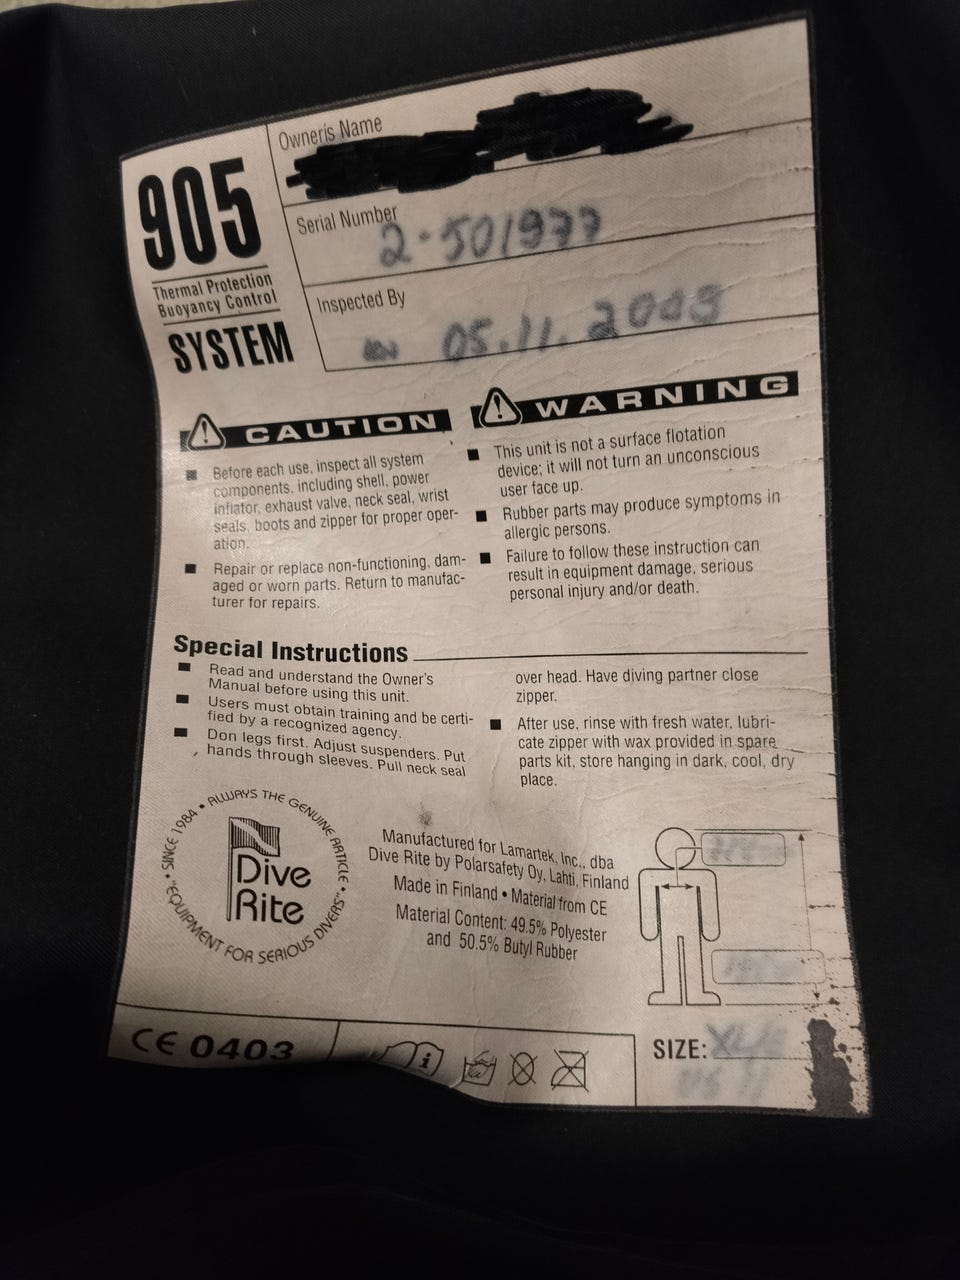 905
Thermal Protection
Buoyancy Control
SYSTEM
Ownerís Name
Serial Number
2-501977
Inspected By
05.11.2003
CAUTION
Before each use, inspect all system
components, including shell, power
inflator, exhaust valve, neck seal, wrist
seals, boots and zipper for proper oper-
ation.
Repair or replace non-functioning, dam-
aged or worn parts. Return to manufac-
turer for repairs.
WARNING
This unit is not a surface flotation
device; it will not turn an unconscious
user face up.
Rubber parts may produce symptoms in
allergic persons.
Failure to follow these instruction can
result in equipment damage, serious
personal injury and/or death.
Special Instructions
Read and understand the Owner's
Manual before using this unit.
Users must obtain training and be certi-
fied by a recognized agency.
Don legs first. Adjust suspenders. Put
hands through sleeves. Pull neck seal
over head. Have diving partner close
zipper.
After use, rinse with fresh water, lubri-
cate zipper with wax provided in spare
parts kit, store hanging in dark, cool, dry
place.
• SINCE 1984 • ALWAYS THE GENUINE ARTICLE •
"EQUIPMENT FOR SERIOUS DIVERS"
Dive
Rite
Manufactured for Lamartek, Inc., dba
Dive Rite by Polarsafety Oy, Lahti, Finland
Made in Finland • Material from CE
Material Content: 49.5% Polyester
and 50.5% Butyl Rubber
CE 0403
i
SIZE: